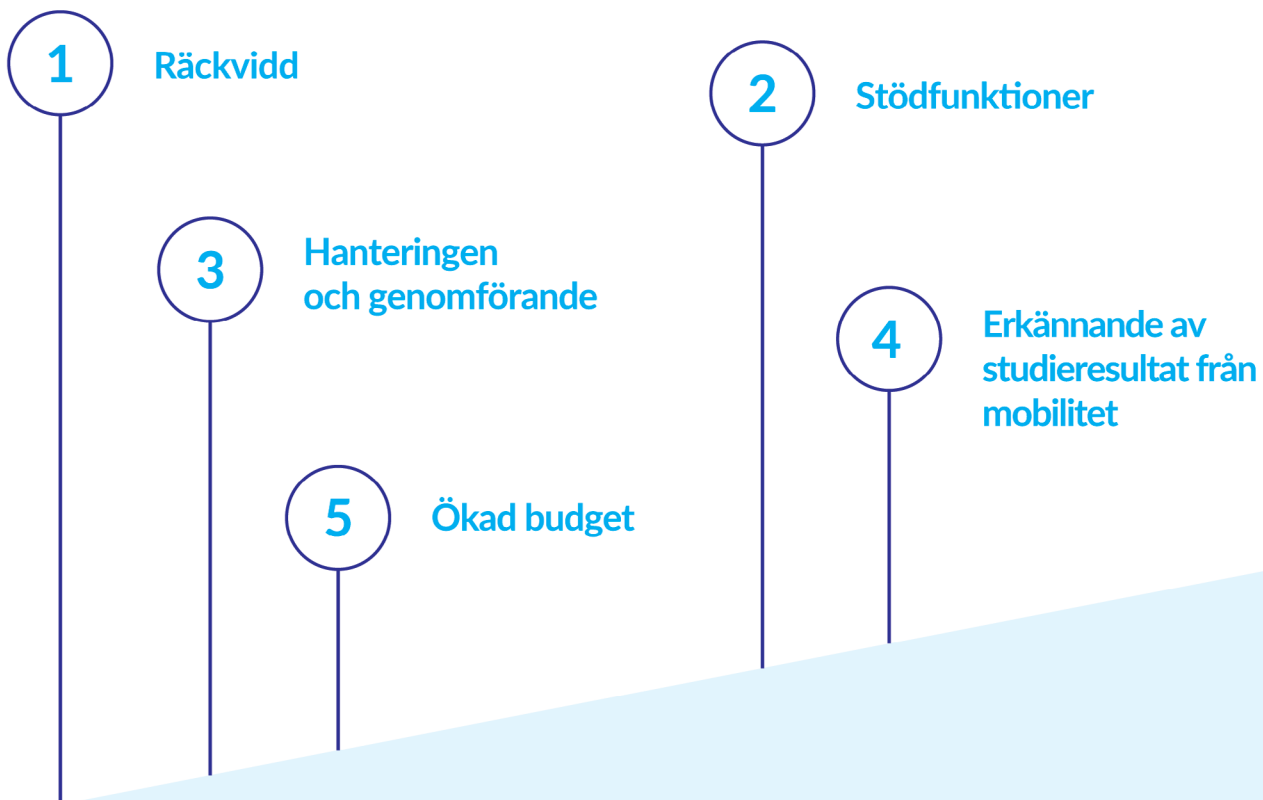 1
Räckvidd
2
Stödfunktioner
3
Hanteringen
och genomförande
4
Erkännande av
studieresultat från
mobilitet
5
Ökad budget